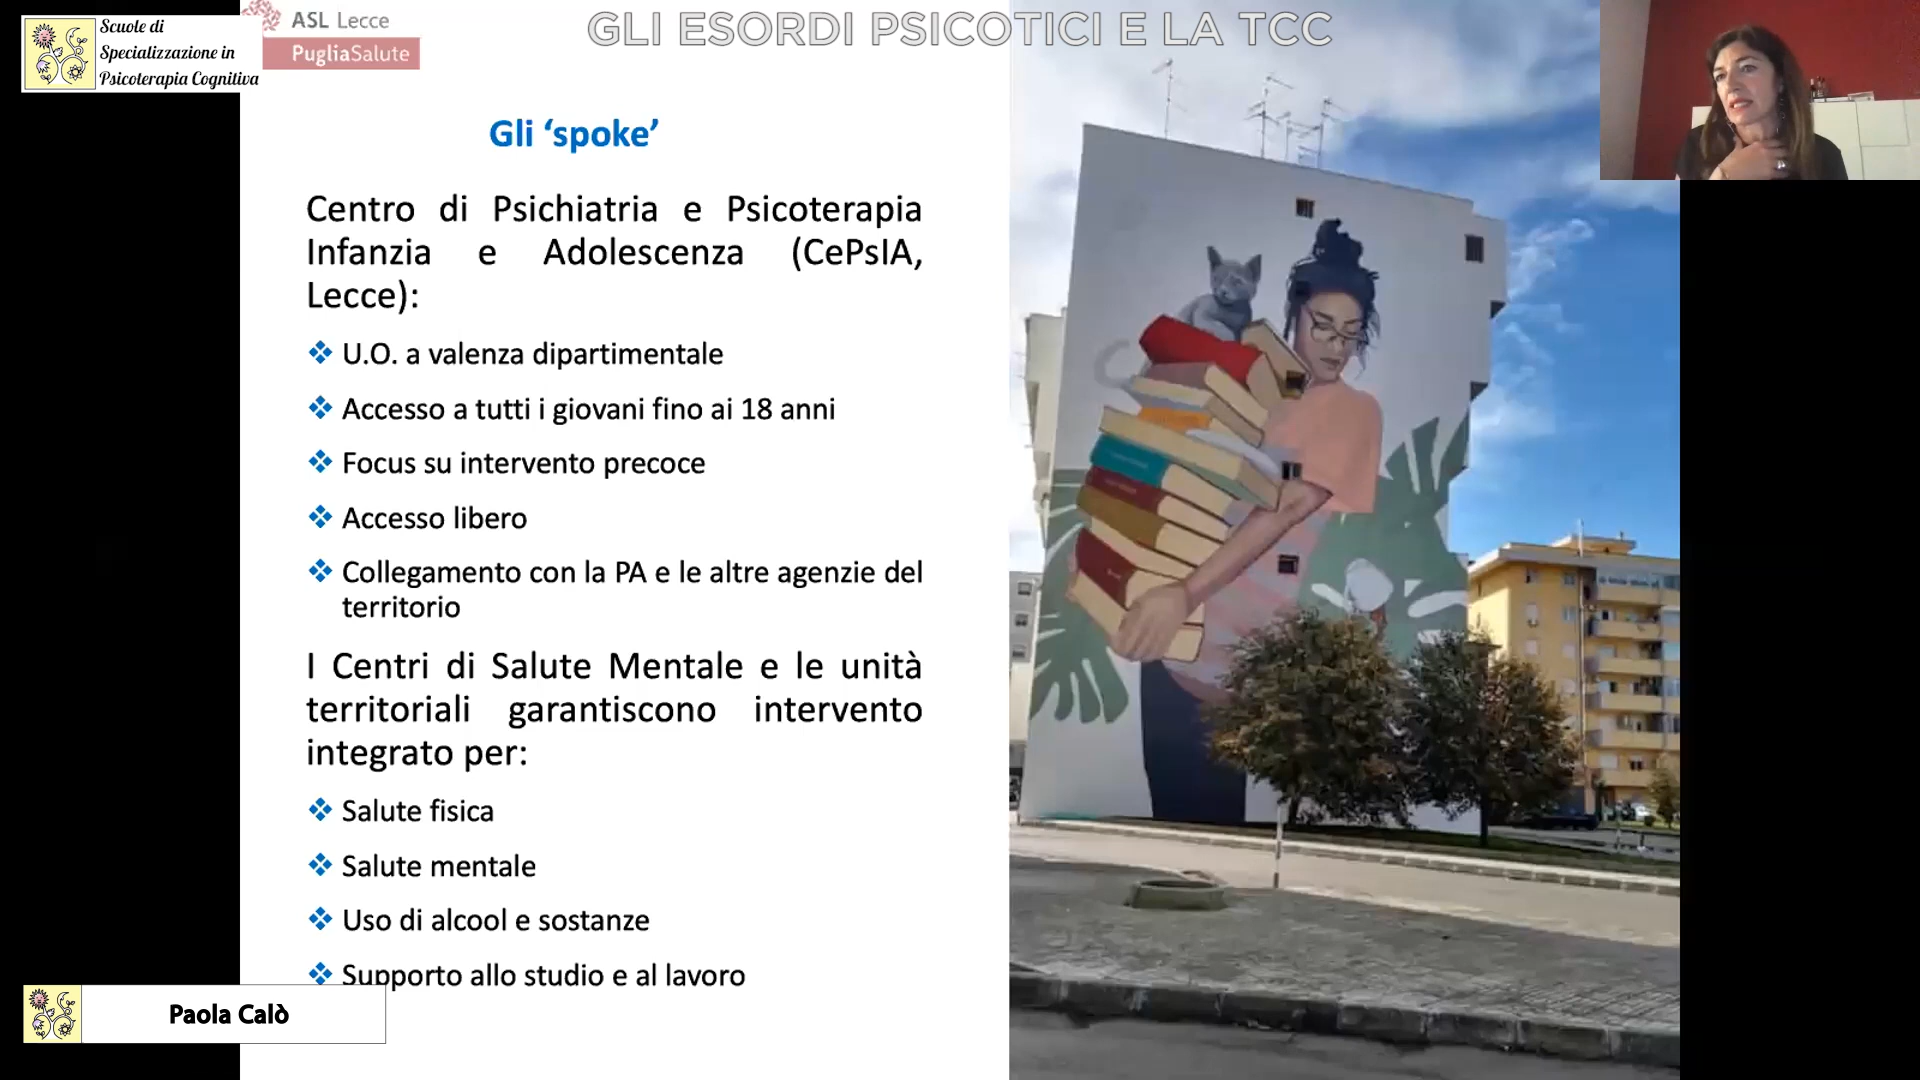 Scuole di
Specializzazione in
Psicoterapia Cognitiva
ASL Lecce
PugliaSalute
GLI ESORDI PSICOTICI E LA TCC
Gli ‘spoke’
Centro di Psichiatria e Psicoterapia
Infanzia e Adolescenza (CePsIA,
Lecce):
❖ U.O. a valenza dipartimentale
❖ Accesso a tutti i giovani fino ai 18 anni
❖ Focus su intervento precoce
❖ Accesso libero
❖ Collegamento con la PA e le altre agenzie del
territorio
I Centri di Salute Mentale e le unità
territoriali garantiscono intervento
integrato per:
❖ Salute fisica
❖ Salute mentale
❖ Uso di alcool e sostanze
❖ Supporto allo studio e al lavoro
Paola Calò